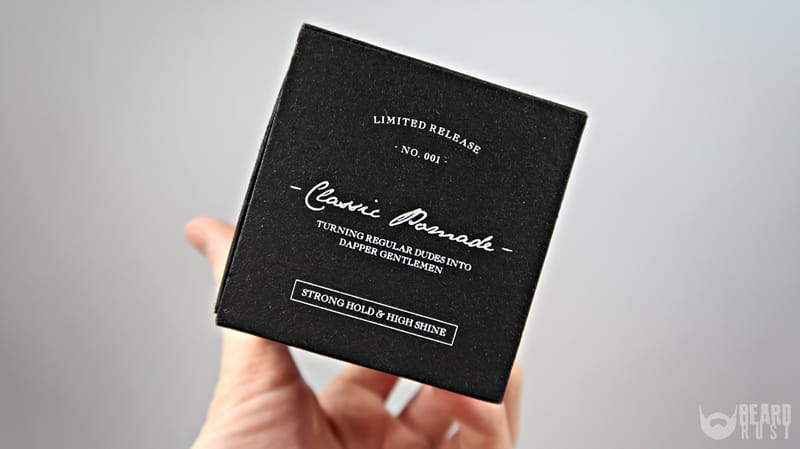 LIMITED RELEASE
- NO. 001 -
- Classic Pomade -
TURNING REGULAR DUDES INTO
DAPPER GENTLEMEN
STRONG HOLD & HIGH SHINE
BEARD
RUST